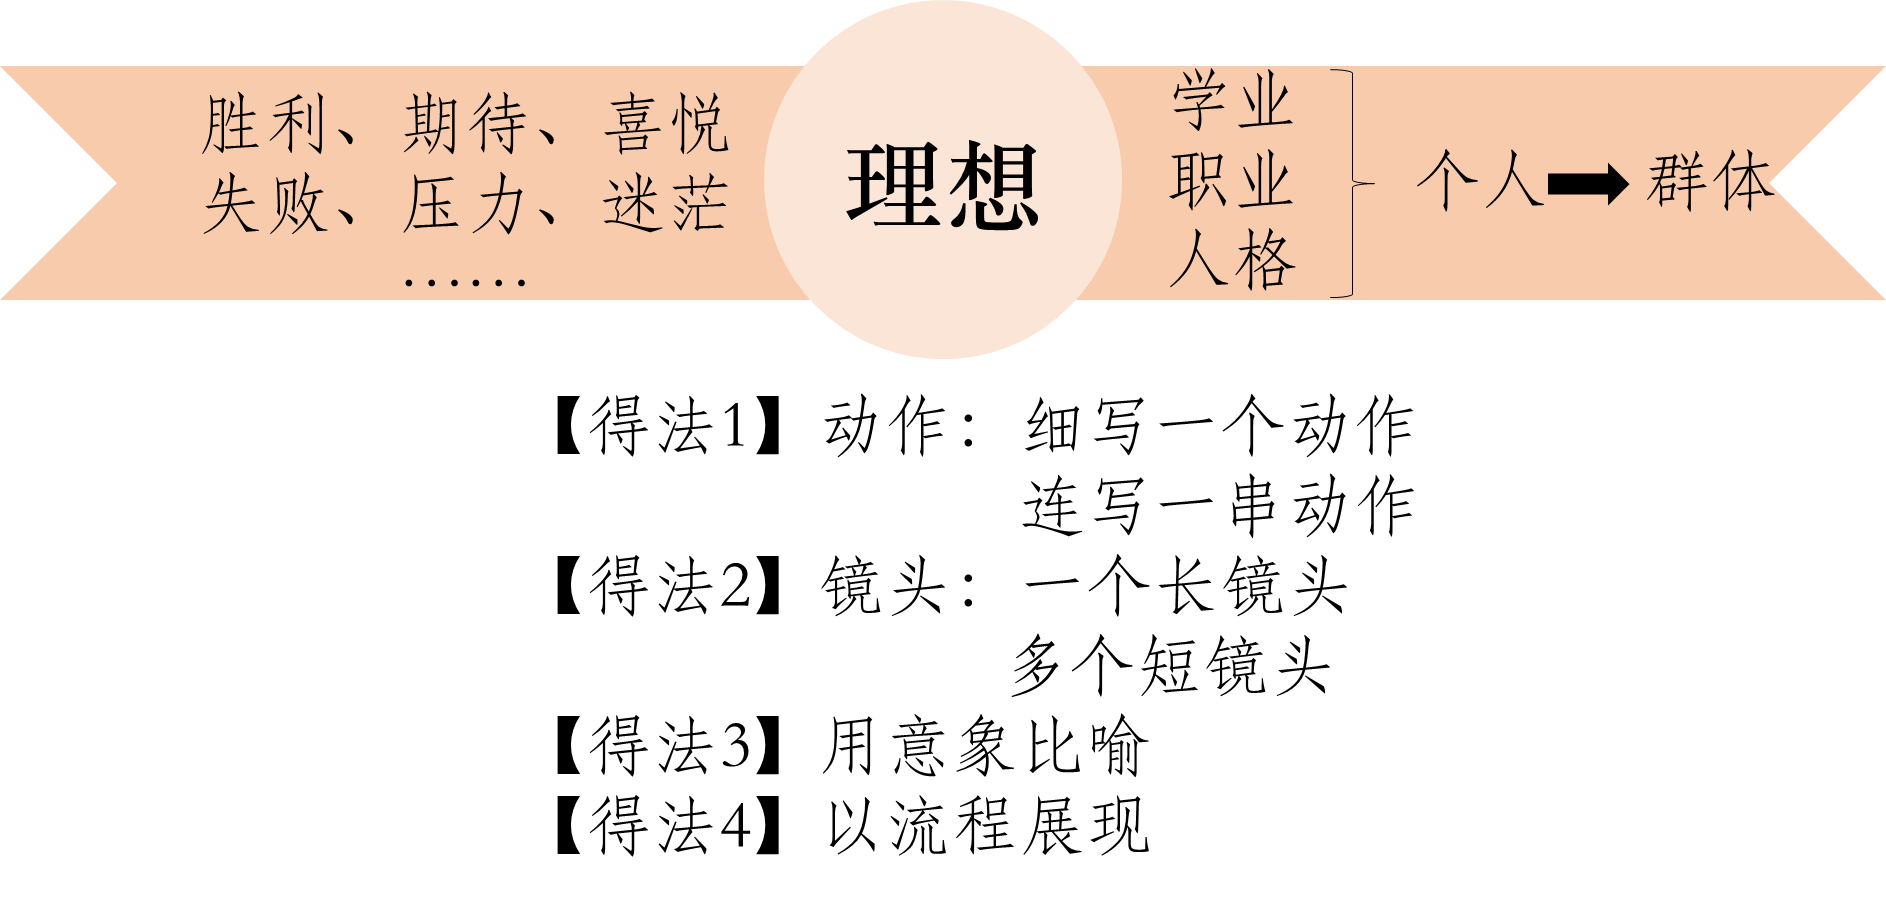 胜利、期待、喜悦
失败、压力、迷茫
……
理想
学业
职业
人格
个人➡群体
【得法1】动作：细写一个动作
连写一串动作
【得法2】镜头：一个长镜头
多个短镜头
【得法3】用意象比喻
【得法4】以流程展现